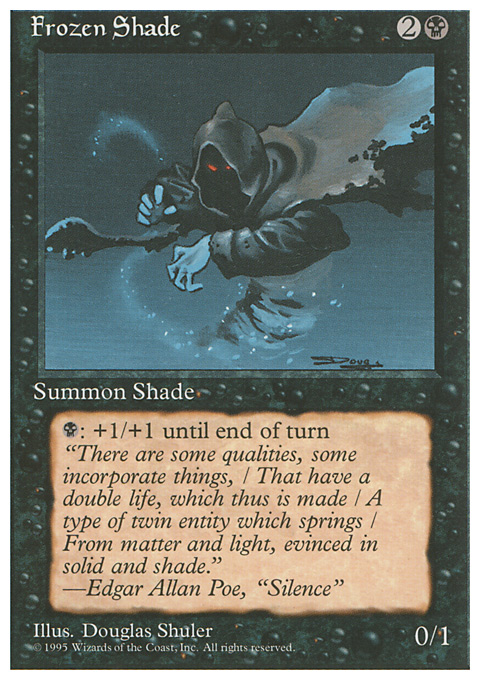 Frozen Shade 2
Doug
Summon Shade
: +1/+1 until end of turn
“There are some qualities, some
incorporate things, / That have a
double life, which thus is made / A
type of twin entity which springs /
From matter and light, evinced in
solid and shade.”
—Edgar Allan Poe, “Silence”
Illus. Douglas Shuler
© 1995 Wizards of the Coast, Inc. All rights reserved.
0/1